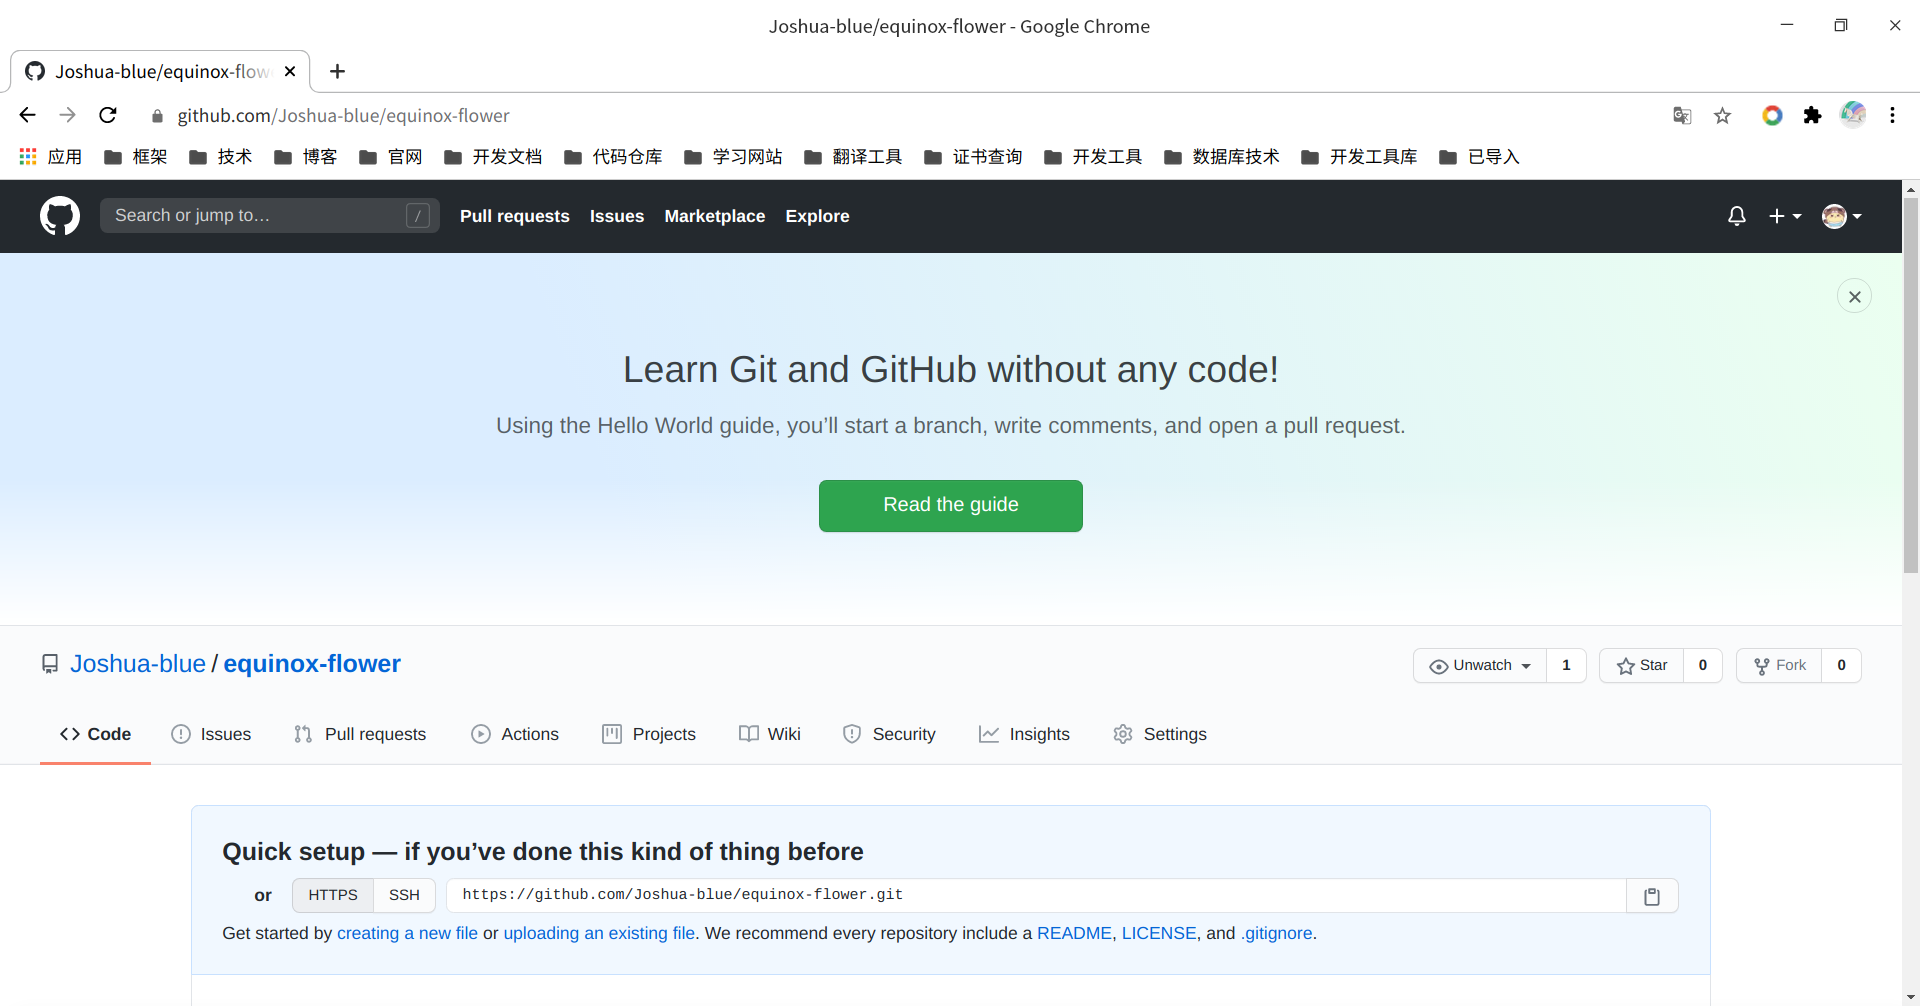 Joshua-blue/equinox-flower - Google Chrome
Joshua-blue/equinox-flow
github.com/Joshua-blue/equinox-flower
应用 框架 技术 博客 官网 开发文档 代码仓库 学习网站 翻译工具 证书查询 开发工具 数据库技术 开发工具库 已导入
Search or jump to… / Pull requests Issues Marketplace Explore
Learn Git and GitHub without any code!
Using the Hello World guide, you’ll start a branch, write comments, and open a pull request.
Read the guide
Joshua-blue / equinox-flower Unwatch 1 Star 0 Fork 0
Code Issues Pull requests Actions Projects Wiki Security Insights Settings
Quick setup — if you’ve done this kind of thing before
or HTTPS SSH https://github.com/Joshua-blue/equinox-flower.git
Get started by creating a new file or uploading an existing file. We recommend every repository include a README, LICENSE, and .gitignore.